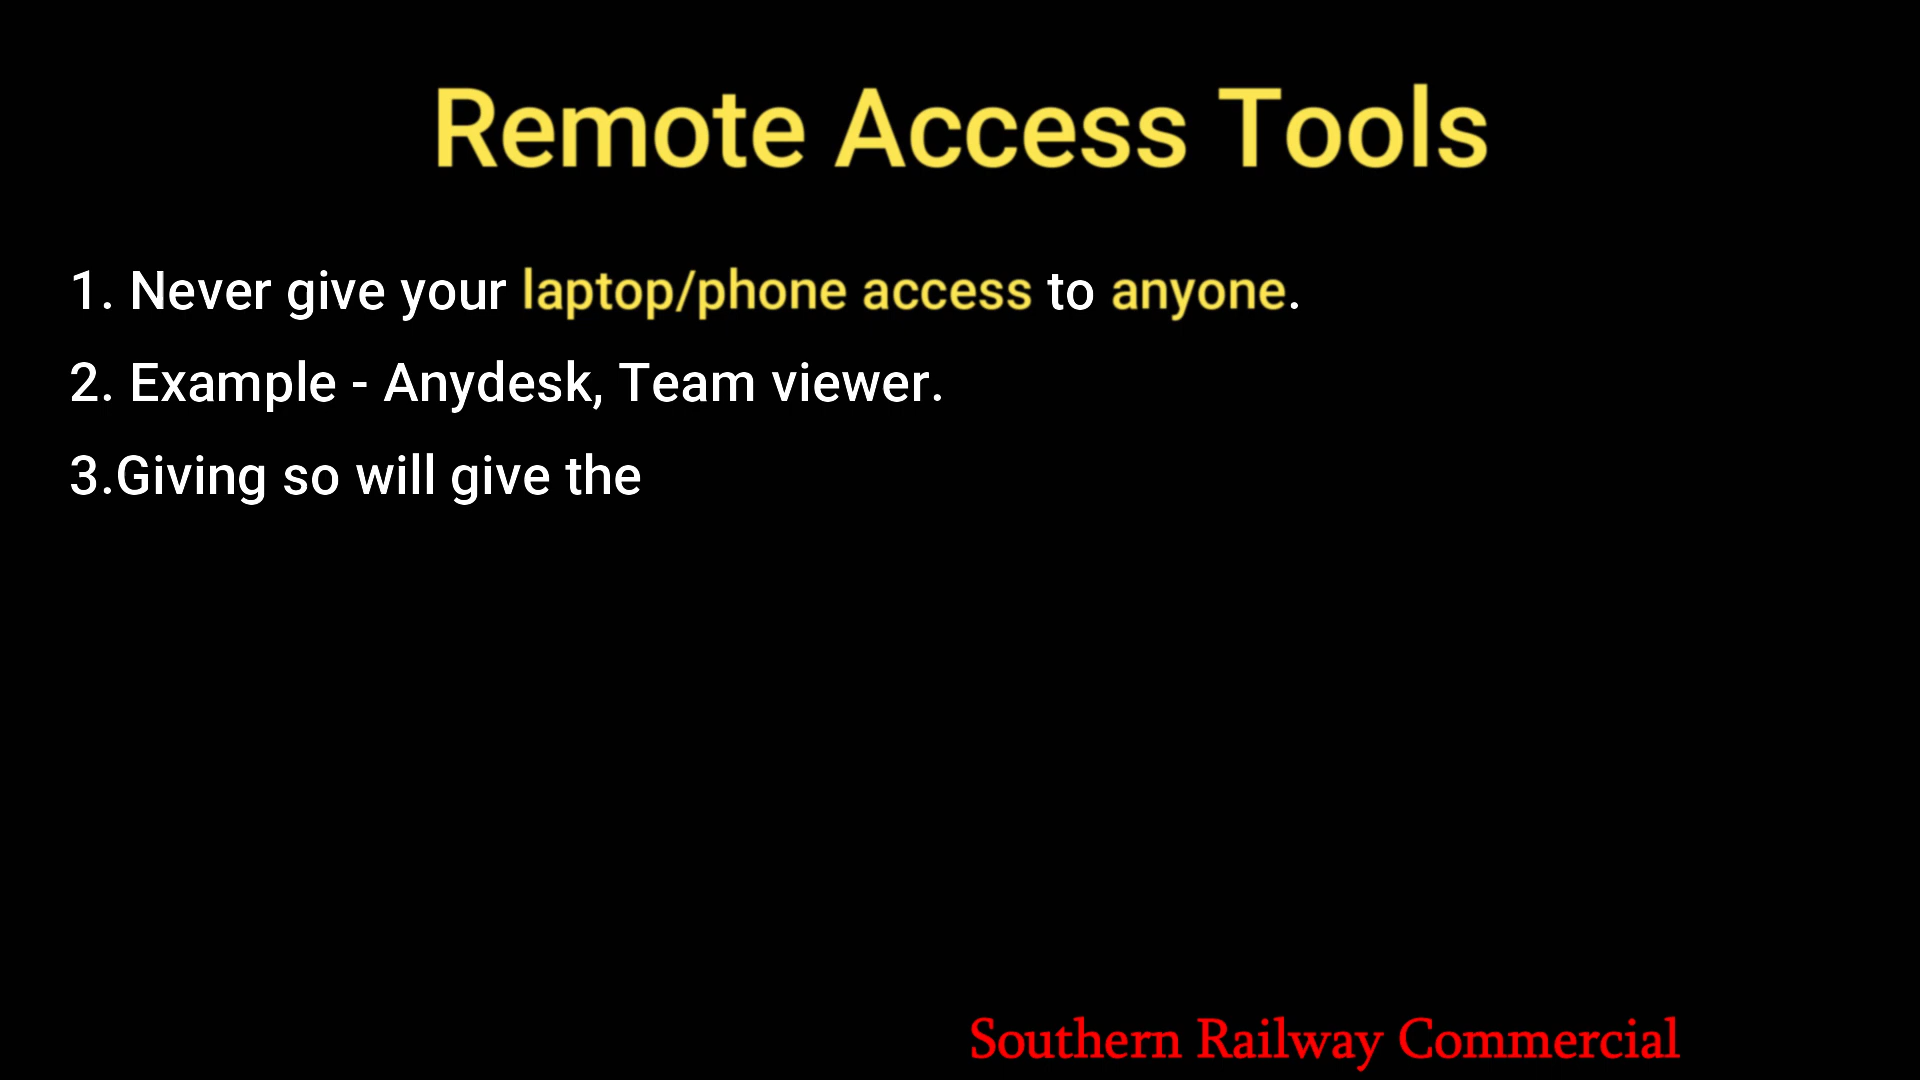 Remote Access Tools
1. Never give your laptop/phone access to anyone.
2. Example - Anydesk, Team viewer.
3.Giving so will give the
Southern Railway Commercial